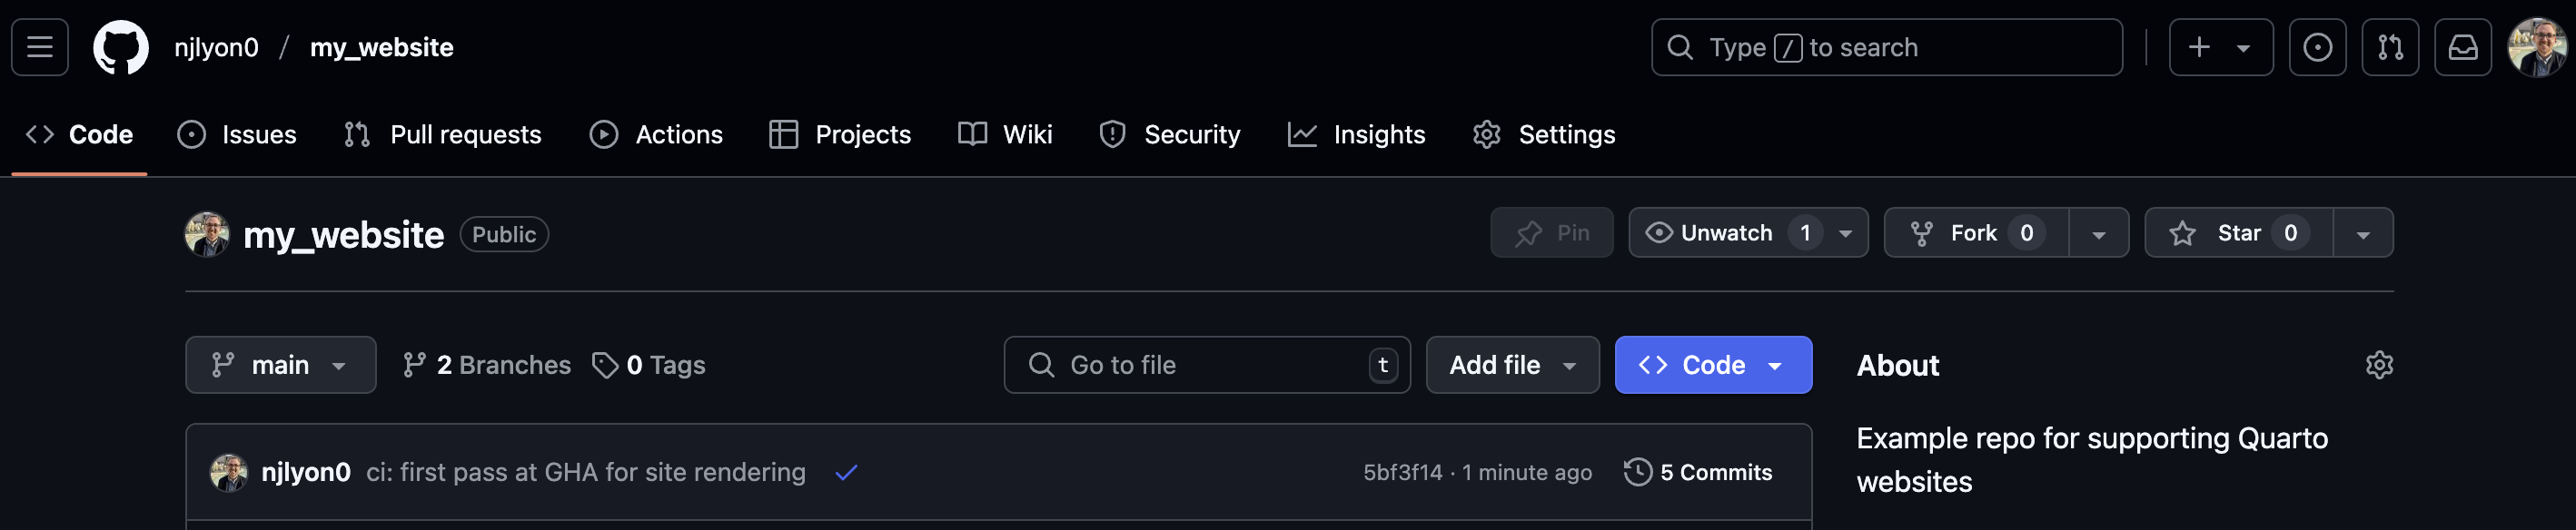 njlyon0 / my_website
Type / to search
Code Issues Pull requests Actions Projects Wiki Security Insights Settings
my_website Public
Pin Unwatch 1 Fork 0 Star 0
main 2 Branches 0 Tags Go to file t Add file Code
About
Example repo for supporting Quarto
websites
njlyon0 ci: first pass at GHA for site rendering 5bf3f14 · 1 minute ago 5 Commits